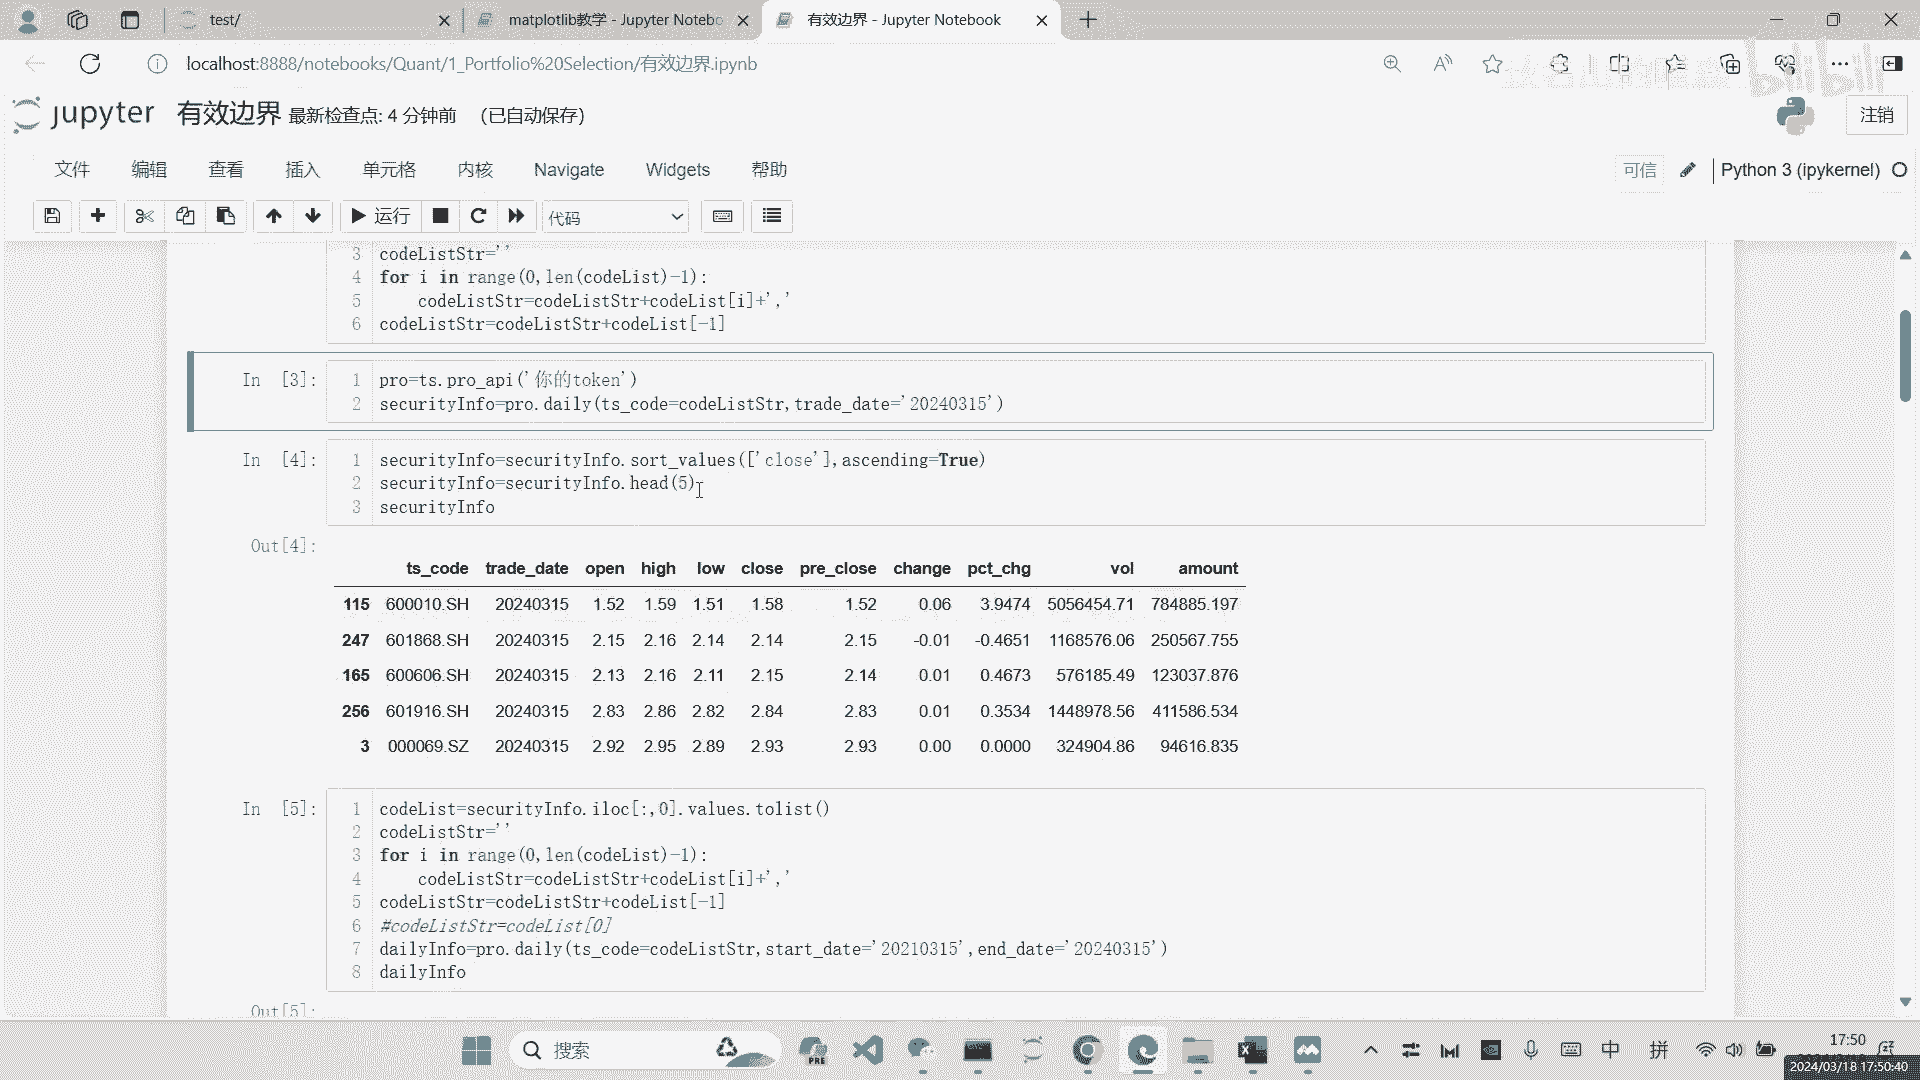 test/
matplotlib教学 - Jupyter Notebo
有效边界 - Jupyter Notebook
localhost:8888/notebooks/Quant/1_Portfolio%20Selection/有效边界.ipynb
bilibili
jupyter 有效边界 最新检查点: 4 分钟前 (已自动保存)
注销
文件 编辑 查看 插入 单元格 内核 Navigate Widgets 帮助
可信 Python 3 (ipykernel)
运行 代码
3 codeListStr=''
4 for i in range(0,len(codeList)-1):
5 codeListStr=codeListStr+codeList[i]+','
6 codeListStr=codeListStr+codeList[-1]
In [3]:
1 pro=ts.pro_api('你的token')
2 securityInfo=pro.daily(ts_code=codeListStr,trade_date='20240315')
In [4]:
1 securityInfo=securityInfo.sort_values(['close'],ascending=True)
2 securityInfo=securityInfo.head(5)
3 securityInfo
Out[4]:
ts_code trade_date open high low close pre_close change pct_chg vol amount
115 600010.SH 20240315 1.52 1.59 1.51 1.58 1.52 0.06 3.9474 5056454.71 784885.197
247 601868.SH 20240315 2.15 2.16 2.14 2.14 2.15 -0.01 -0.4651 1168576.06 250567.755
165 600606.SH 20240315 2.13 2.16 2.11 2.15 2.14 0.01 0.4673 576185.49 123037.876
256 601916.SH 20240315 2.83 2.86 2.82 2.84 2.83 0.01 0.3534 1448978.56 411586.534
3 000069.SZ 20240315 2.92 2.95 2.89 2.93 2.93 0.00 0.0000 324904.86 94616.835
In [5]:
1 codeList=securityInfo.iloc[:,0].values.tolist()
2 codeListStr=''
3 for i in range(0,len(codeList)-1):
4 codeListStr=codeListStr+codeList[i]+','
5 codeListStr=codeListStr+codeList[-1]
6 #codeListStr=codeList[0]
7 dailyInfo=pro.daily(ts_code=codeListStr,start_date='20210315',end_date='20240315')
8 dailyInfo
Out[5]:
搜索
PRE
中
拼
17:50
2024/03/18 17:50:40